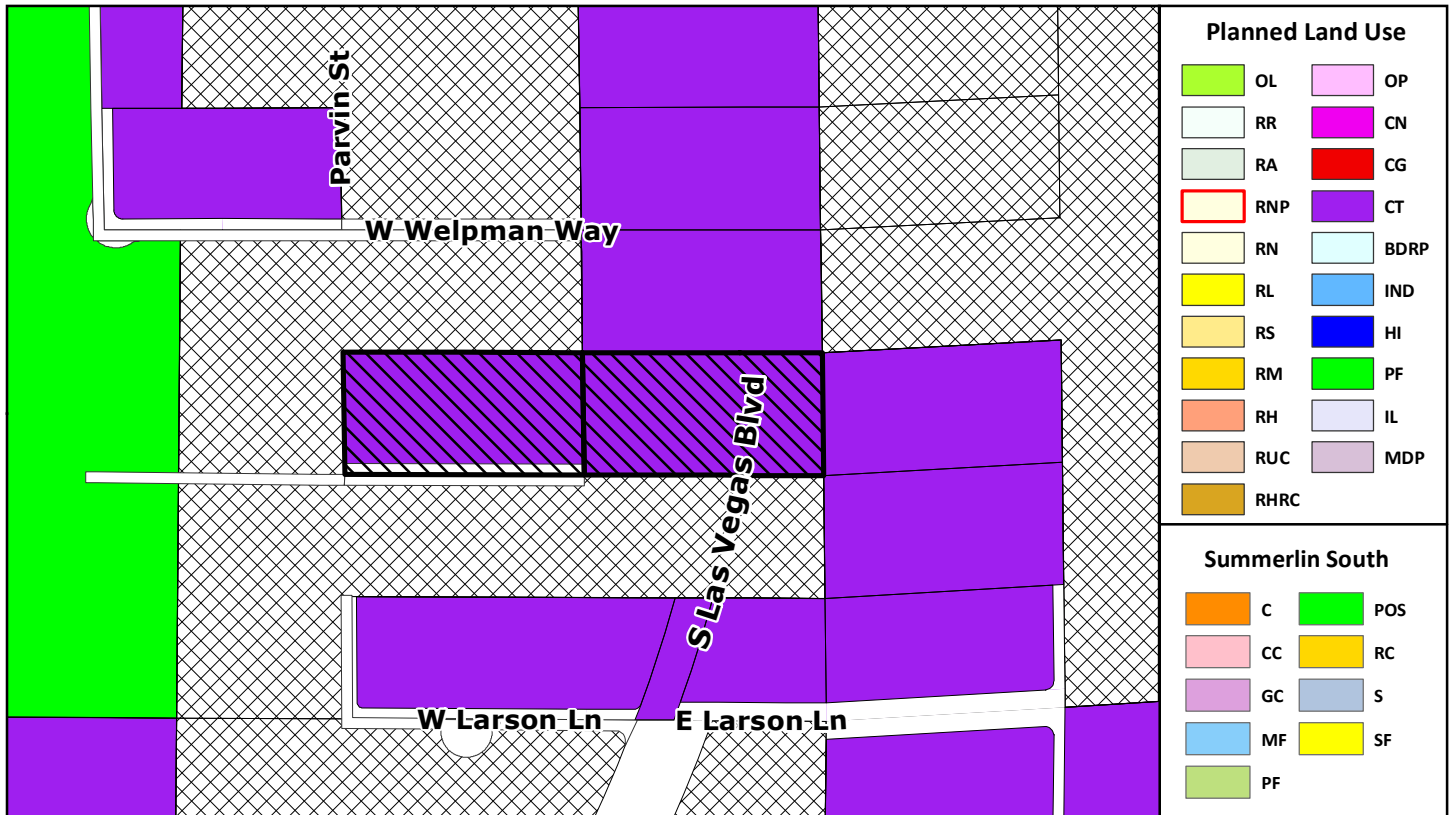 Parvin St
W Welpman Way
S Las Vegas Blvd
W Larson Ln
E Larson Ln
Planned Land Use
OL
OP
RR
CN
RA
CG
RNP
CT
RN
BDRP
RL
IND
RS
HI
RM
PF
RH
IL
RUC
MDP
RHRC
Summerlin South
C
POS
CC
RC
GC
S
MF
SF
PF